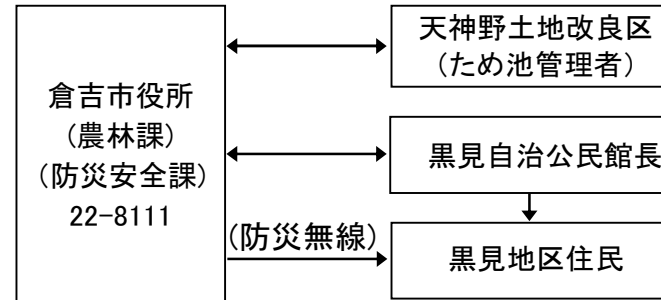 倉吉市役所
(農林課)
(防災安全課)
22-8111
天神野土地改良区
(ため池管理者)
黒見自治公民館長
(防災無線)
黒見地区住民